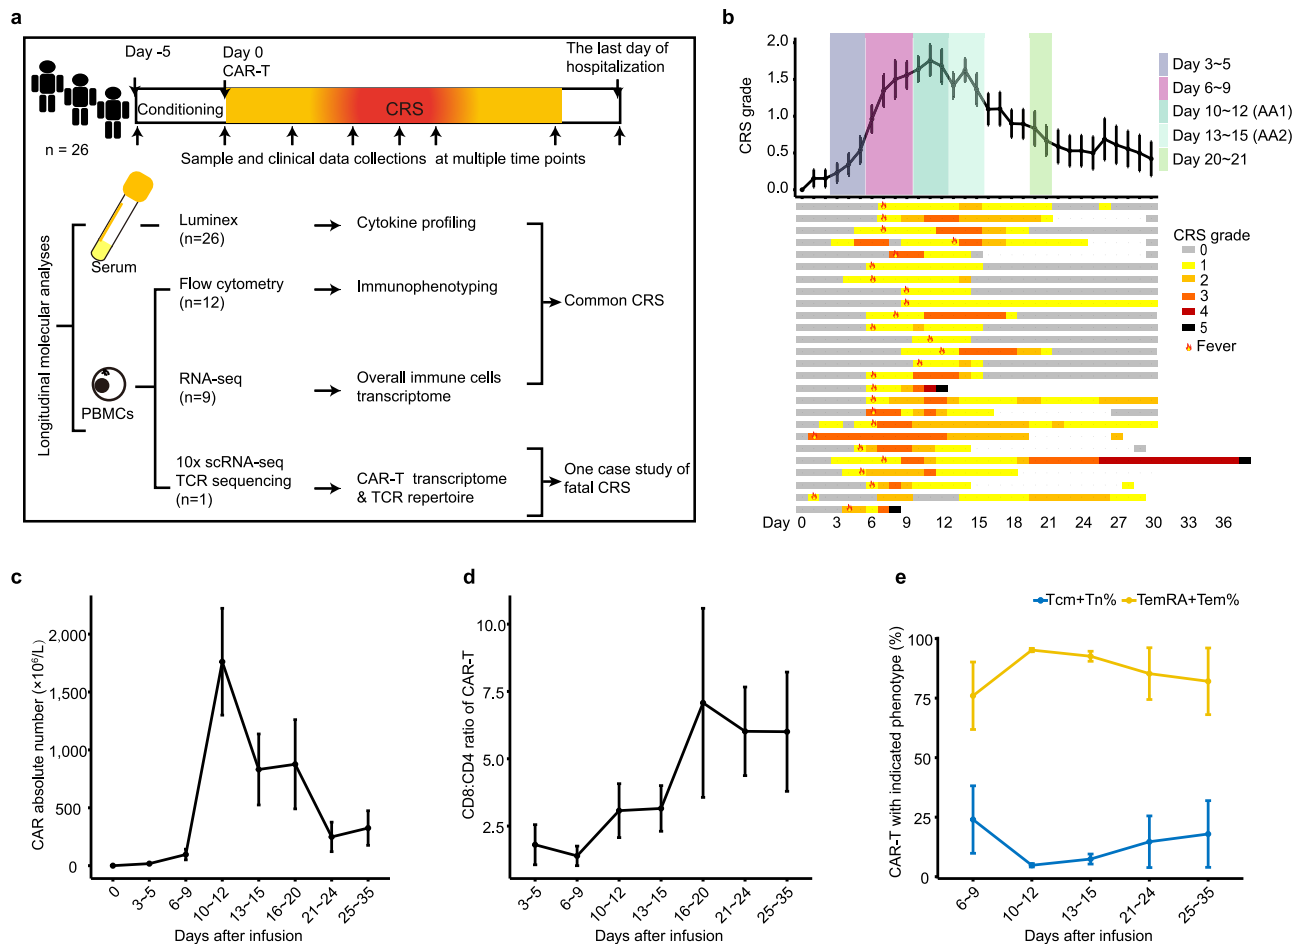 a
Day -5
Day 0
CAR-T
The last day of
hospitalization
Conditioning
CRS
n = 26
Sample and clinical data collections at multiple time points
Longitudinal molecular analyses
Serum
Luminex
(n=26)
Cytokine profiling
Flow cytometry
(n=12)
Immunophenotyping
Common CRS
PBMCs
RNA-seq
(n=9)
Overall immune cells
transcriptome
10x scRNA-seq
TCR sequencing
(n=1)
CAR-T transcriptome
& TCR repertoire
One case study of
fatal CRS
b
CRS grade
2.0
1.5
1.0
0.5
0.0
Day 3~5
Day 6~9
Day 10~12 (AA1)
Day 13~15 (AA2)
Day 20~21
CRS grade
0
1
2
3
4
5
Fever
Day 0 3 6 9 12 15 18 21 24 27 30 33 36
c
CAR absolute number (×10⁶/L)
2,000
1,500
1,000
500
0
0 3~5 6~9 10~12 13~15 16~20 21~24 25~35
Days after infusion
d
CD8:CD4 ratio of CAR-T
10.0
7.5
5.0
2.5
3~5 6~9 10~12 13~15 16~20 21~24 25~35
Days after infusion
e
Tcm+Tn% TemRA+Tem%
CAR-T with indicated phenotype (%)
100
75
50
25
0
6~9 10~12 13~15 21~24 25~35
Days after infusion